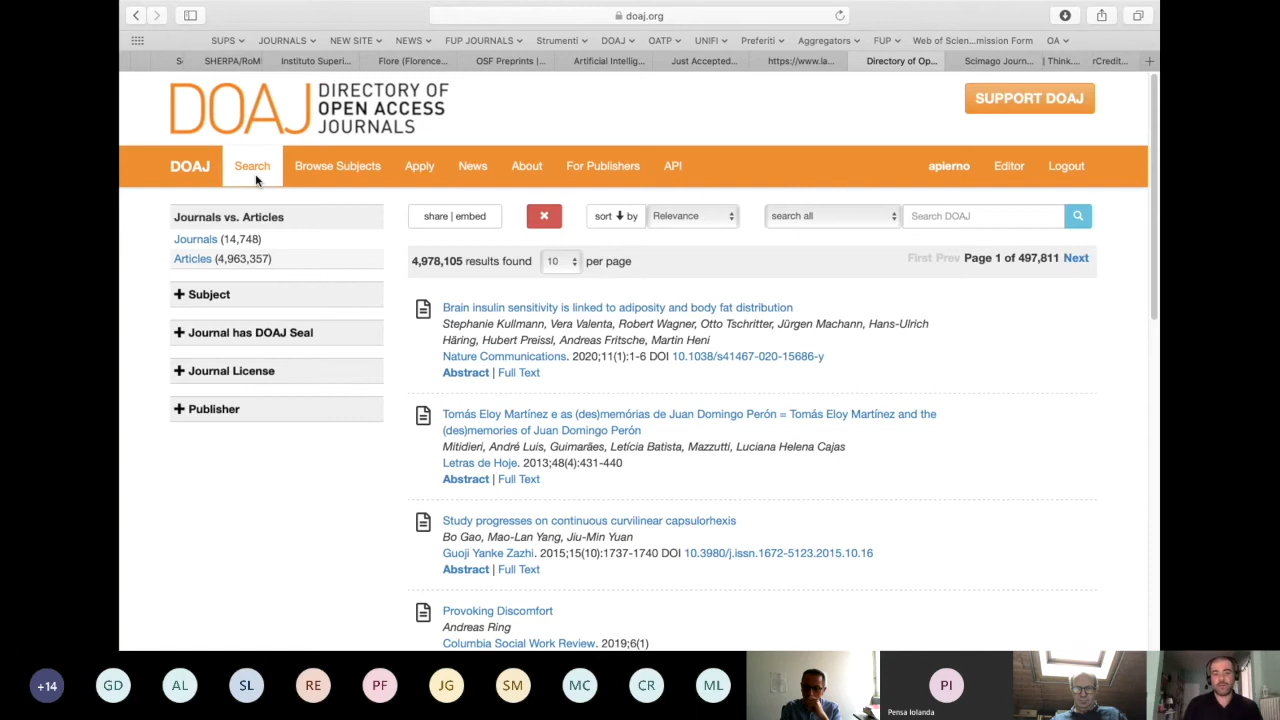 doaj.org
SUPS JOURNALS NEW SITE NEWS FUP JOURNALS Strumenti DOAJ OATP UNIFI Preferiti Aggregators FUP Web of Scien...mission Form OA
SHERPA/RoM Instituto Superi... Flore (Florence... OSF Preprints |... Artificial Intellig... Just Accepted... https://www.la... Directory of Op... Scimago Journ... | Think.... rCredit...
DOAJ DIRECTORY OF
OPEN ACCESS
JOURNALS
SUPPORT DOAJ
DOAJ Search Browse Subjects Apply News About For Publishers API apierno Editor Logout
Journals vs. Articles
Journals (14,748)
Articles (4,963,357)
+ Subject
+ Journal has DOAJ Seal
+ Journal License
+ Publisher
share | embed sort by Relevance search all Search DOAJ
4,978,105 results found 10 per page First Prev Page 1 of 497,811 Next
Brain insulin sensitivity is linked to adiposity and body fat distribution
Stephanie Kullmann, Vera Valenta, Robert Wagner, Otto Tschritter, Jürgen Machann, Hans-Ulrich
Häring, Hubert Preissl, Andreas Fritsche, Martin Heni
Nature Communications. 2020;11(1):1-6 DOI 10.1038/s41467-020-15686-y
Abstract | Full Text
Tomás Eloy Martínez e as (des)memórias de Juan Domingo Perón = Tomás Eloy Martínez and the
(des)memories of Juan Domingo Perón
Mitidieri, André Luis, Guimarães, Letícia Batista, Mazzutti, Luciana Helena Cajas
Letras de Hoje. 2013;48(4):431-440
Abstract | Full Text
Study progresses on continuous curvilinear capsulorhexis
Bo Gao, Mao-Lan Yang, Jiu-Min Yuan
Guoji Yanke Zazhi. 2015;15(10):1737-1740 DOI 10.3980/j.issn.1672-5123.2015.10.16
Abstract | Full Text
Provoking Discomfort
Andreas Ring
Columbia Social Work Review. 2019;6(1)
+14 GD AL SL RE PF JG SM MC CR ML PI
Pensa Iolanda